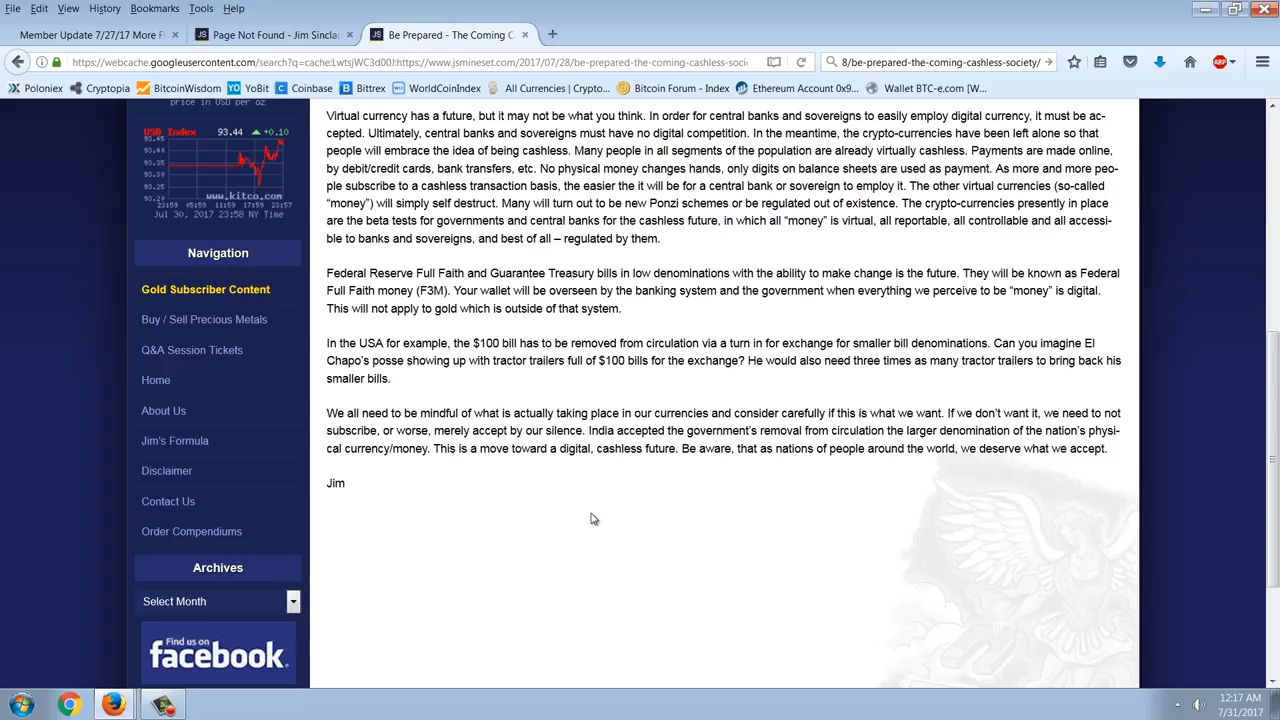 File Edit View History Bookmarks Tools Help
Member Update 7/27/17 More F
Page Not Found - Jim Sinclai
Be Prepared - The Coming C
https://webcache.googleusercontent.com/search?q=cache:LwtsjWC3d00J:https://www.jsmineset.com/2017/07/28/be-prepared-the-coming-cashless-soci
8/be-prepared-the-coming-cashless-society/
ABP
Poloniex Cryptopia BitcoinWisdom YoBit Coinbase Bittrex WorldCoinIndex All Currencies | Crypto... Bitcoin Forum - Index Ethereum Account 0x9... Wallet BTC-e.com [W...
price in USD per oz
USD Index 93.44 +0.10
93.45
93.40
93.35
93.30
93.25
93.20
www.kitco.com
23:59 05:59 11:59 17:59 23:57
Jul 30, 2017 23:58 NY Time
Navigation
Gold Subscriber Content
Buy / Sell Precious Metals
Q&A Session Tickets
Home
About Us
Jim's Formula
Disclaimer
Contact Us
Order Compendiums
Archives
Select Month
Find us on
facebook.
Virtual currency has a future, but it may not be what you think. In order for central banks and sovereigns to easily employ digital currency, it must be ac-
cepted. Ultimately, central banks and sovereigns must have no digital competition. In the meantime, the crypto-currencies have been left alone so that
people will embrace the idea of being cashless. Many people in all segments of the population are already virtually cashless. Payments are made online,
by debit/credit cards, bank transfers, etc. No physical money changes hands, only digits on balance sheets are used as payment. As more and more peo-
ple subscribe to a cashless transaction basis, the easier the it will be for a central bank or sovereign to employ it. The other virtual currencies (so-called
“money”) will simply self destruct. Many will turn out to be new Ponzi schemes or be regulated out of existence. The crypto-currencies presently in place
are the beta tests for governments and central banks for the cashless future, in which all “money” is virtual, all reportable, all controllable and all accessi-
ble to banks and sovereigns, and best of all – regulated by them.
Federal Reserve Full Faith and Guarantee Treasury bills in low denominations with the ability to make change is the future. They will be known as Federal
Full Faith money (F3M). Your wallet will be overseen by the banking system and the government when everything we perceive to be “money” is digital.
This will not apply to gold which is outside of that system.
In the USA for example, the $100 bill has to be removed from circulation via a turn in for exchange for smaller bill denominations. Can you imagine El
Chapo’s posse showing up with tractor trailers full of $100 bills for the exchange? He would also need three times as many tractor trailers to bring back his
smaller bills.
We all need to be mindful of what is actually taking place in our currencies and consider carefully if this is what we want. If we don’t want it, we need to not
subscribe, or worse, merely accept by our silence. India accepted the government’s removal from circulation the larger denomination of the nation’s physi-
cal currency/money. This is a move toward a digital, cashless future. Be aware, that as nations of people around the world, we deserve what we accept.
Jim
12:17 AM
7/31/2017